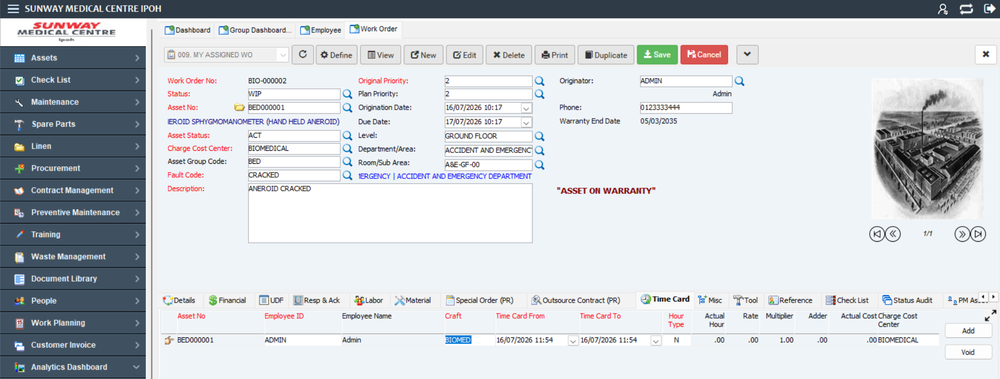 SUNWAY MEDICAL CENTRE IPOH
SUNWAY
MEDICAL CENTRE
Ipoh
Assets
Check List
Maintenance
Spare Parts
Linen
Procurement
Contract Management
Preventive Maintenance
Training
Waste Management
Document Library
People
Work Planning
Customer Invoice
Analytics Dashboard
Dashboard Group Dashboard... Employee Work Order
009. MY ASSIGNED WO Define View New Edit Delete Print Duplicate Save Cancel
Work Order No: BIO-000002 Original Priority: 2 Originator: ADMIN
Status: WIP Plan Priority: 2 Admin
Asset No: BED000001 Origination Date: 16/07/2026 10:17 Phone: 0123333444
IEROID SPHYGMOMANOMETER (HAND HELD ANEROID) Due Date: 17/07/2026 10:17 Warranty End Date 05/03/2035
Asset Status: ACT Level: GROUND FLOOR
Charge Cost Center: BIOMEDICAL Department/Area: ACCIDENT AND EMERGENCY
Asset Group Code: BED Room/Sub Area: A&E-GF-00
Fault Code: CRACKED MERGENCY | ACCIDENT AND EMERGENCY DEPARTMENT
Description: ANEROID CRACKED
"ASSET ON WARRANTY"
1/1
Details Financial UDF Resp & Ack Labor Material Special Order (PR) Outsource Contract (PR) Time Card Misc Tool Reference Check List Status Audit PM As
Asset No Employee ID Employee Name Craft Time Card From Time Card To Hour Type Actual Hour Rate Multiplier Adder Actual Cost Charge Cost Center
BED000001 ADMIN Admin BIOMED 16/07/2026 11:54 16/07/2026 11:54 N .00 .00 1.00 .00 .00 BIOMEDICAL
Add
Void